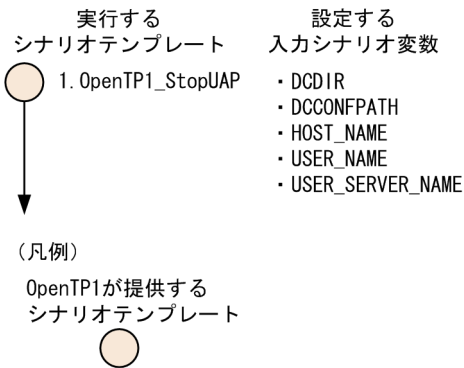 実行する
シナリオテンプレート
設定する
入力シナリオ変数
1. OpenTP1_StopUAP
・DCDIR
・DCCONFPATH
・HOST_NAME
・USER_NAME
・USER_SERVER_NAME
（凡例）
OpenTP1が提供する
シナリオテンプレート